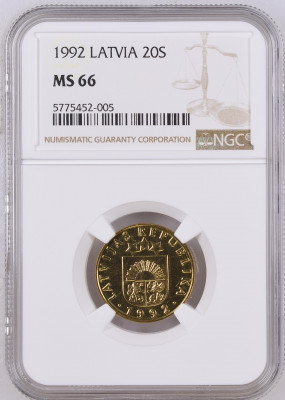 1992 LATVIA 20S
MS 66
5775452-005
NUMISMATIC GUARANTY CORPORATION
NGC
LATVIJAS REPUBLIKA
· 1992 ·